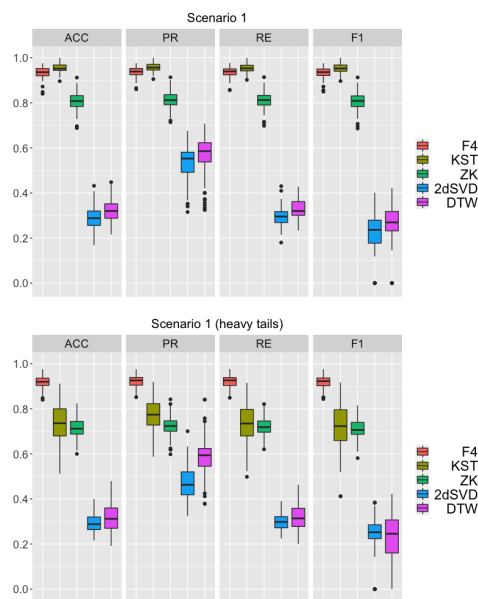 Scenario 1
ACC PR RE F1
1.0
0.8
0.6
0.4
0.2
0.0
F4
KST
ZK
2dSVD
DTW
Scenario 1 (heavy tails)
ACC PR RE F1
1.0
0.8
0.6
0.4
0.2
0.0
F4
KST
ZK
2dSVD
DTW